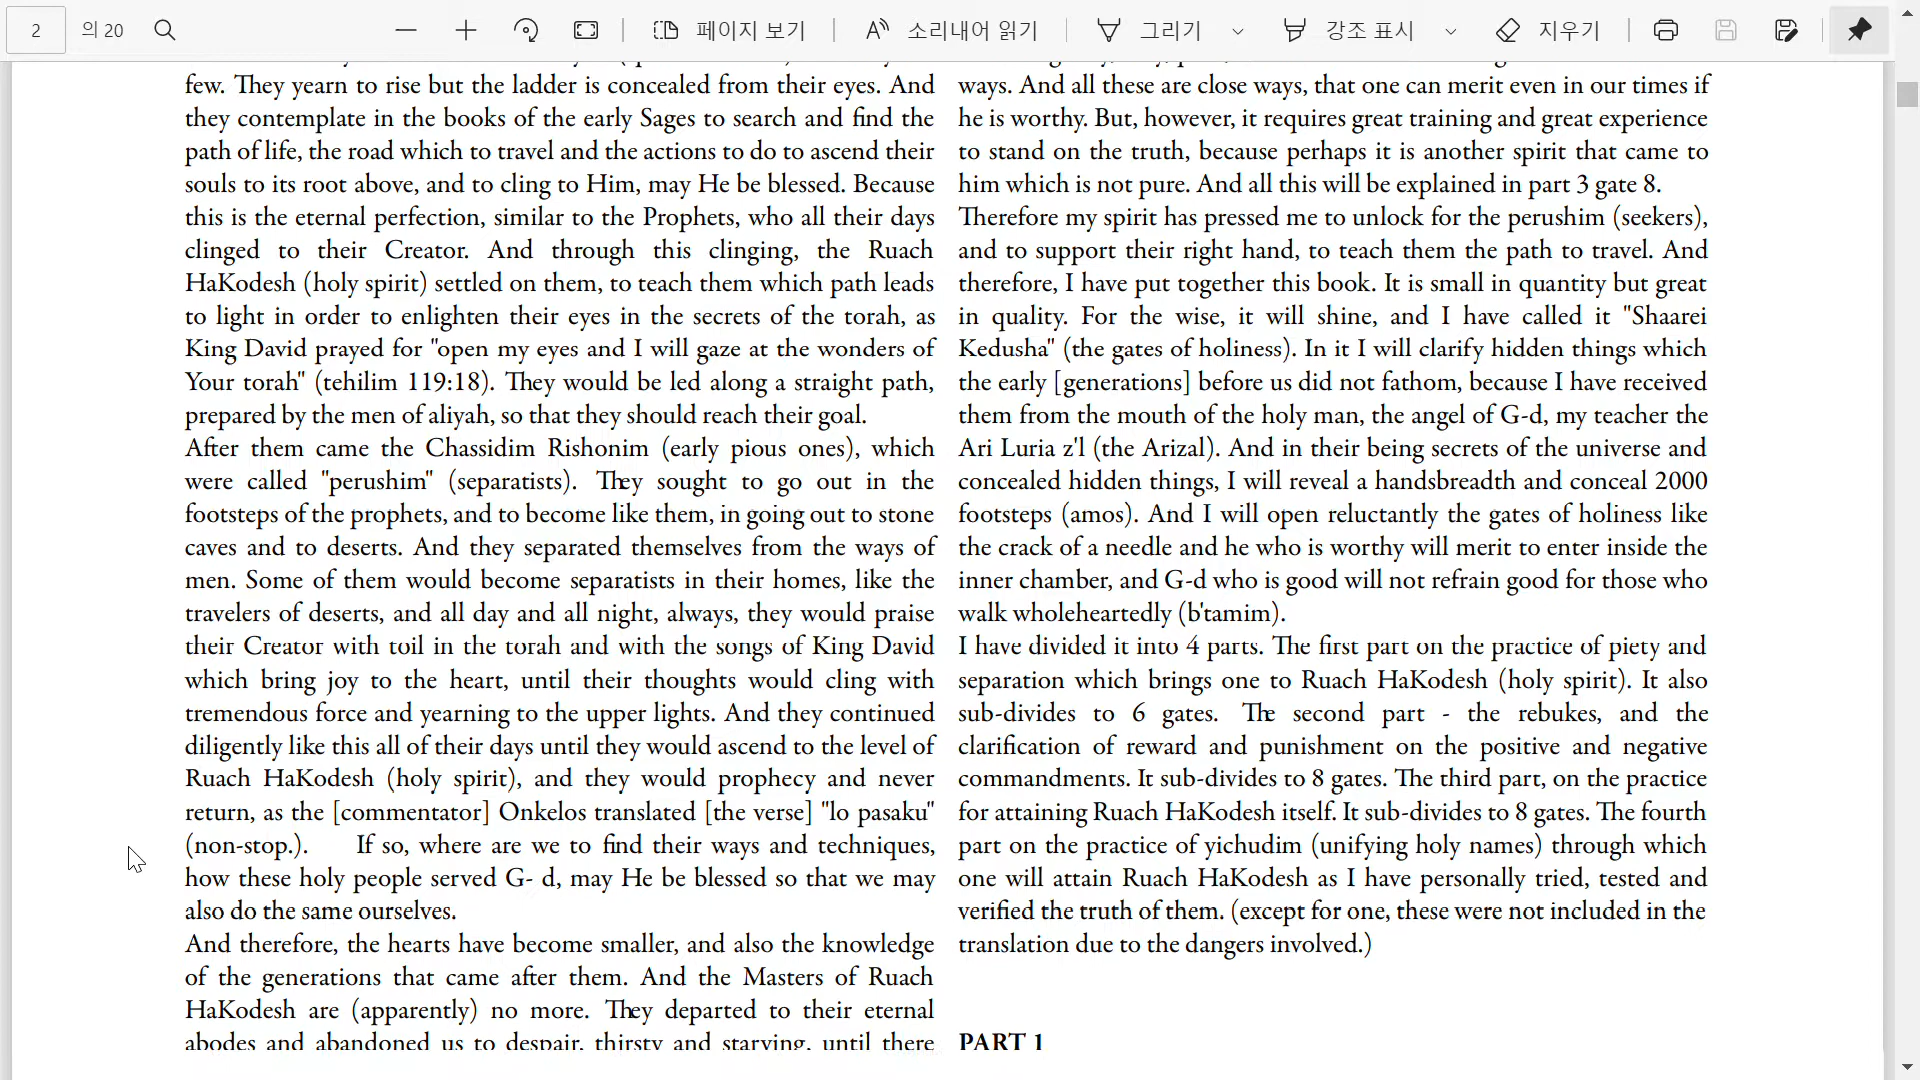 2
의 20
페이지 보기
소리내어 읽기
그리기
강조 표시
지우기
few. They yearn to rise but the ladder is concealed from their eyes. And
they contemplate in the books of the early Sages to search and find the
path of life, the road which to travel and the actions to do to ascend their
souls to its root above, and to cling to Him, may He be blessed. Because
this is the eternal perfection, similar to the Prophets, who all their days
clinged to their Creator. And through this clinging, the Ruach
HaKodesh (holy spirit) settled on them, to teach them which path leads
to light in order to enlighten their eyes in the secrets of the torah, as
King David prayed for "open my eyes and I will gaze at the wonders of
Your torah" (tehilim 119:18). They would be led along a straight path,
prepared by the men of aliyah, so that they should reach their goal.
After them came the Chassidim Rishonim (early pious ones), which
were called "perushim" (separatists). They sought to go out in the
footsteps of the prophets, and to become like them, in going out to stone
caves and to deserts. And they separated themselves from the ways of
men. Some of them would become separatists in their homes, like the
travelers of deserts, and all day and all night, always, they would praise
their Creator with toil in the torah and with the songs of King David
which bring joy to the heart, until their thoughts would cling with
tremendous force and yearning to the upper lights. And they continued
diligently like this all of their days until they would ascend to the level of
Ruach HaKodesh (holy spirit), and they would prophecy and never
return, as the [commentator] Onkelos translated [the verse] "lo pasaku"
(non-stop.). If so, where are we to find their ways and techniques,
how these holy people served G- d, may He be blessed so that we may
also do the same ourselves.
And therefore, the hearts have become smaller, and also the knowledge
of the generations that came after them. And the Masters of Ruach
HaKodesh are (apparently) no more. They departed to their eternal
abodes and abandoned us to despair, thirsty and starving, until there
ways. And all these are close ways, that one can merit even in our times if
he is worthy. But, however, it requires great training and great experience
to stand on the truth, because perhaps it is another spirit that came to
him which is not pure. And all this will be explained in part 3 gate 8.
Therefore my spirit has pressed me to unlock for the perushim (seekers),
and to support their right hand, to teach them the path to travel. And
therefore, I have put together this book. It is small in quantity but great
in quality. For the wise, it will shine, and I have called it "Shaarei
Kedusha" (the gates of holiness). In it I will clarify hidden things which
the early [generations] before us did not fathom, because I have received
them from the mouth of the holy man, the angel of G-d, my teacher the
Ari Luria z'l (the Arizal). And in their being secrets of the universe and
concealed hidden things, I will reveal a handsbreadth and conceal 2000
footsteps (amos). And I will open reluctantly the gates of holiness like
the crack of a needle and he who is worthy will merit to enter inside the
inner chamber, and G-d who is good will not refrain good for those who
walk wholeheartedly (b'tamim).
I have divided it into 4 parts. The first part on the practice of piety and
separation which brings one to Ruach HaKodesh (holy spirit). It also
sub-divides to 6 gates. The second part - the rebukes, and the
clarification of reward and punishment on the positive and negative
commandments. It sub-divides to 8 gates. The third part, on the practice
for attaining Ruach HaKodesh itself. It sub-divides to 8 gates. The fourth
part on the practice of yichudim (unifying holy names) through which
one will attain Ruach HaKodesh as I have personally tried, tested and
verified the truth of them. (except for one, these were not included in the
translation due to the dangers involved.)
PART 1